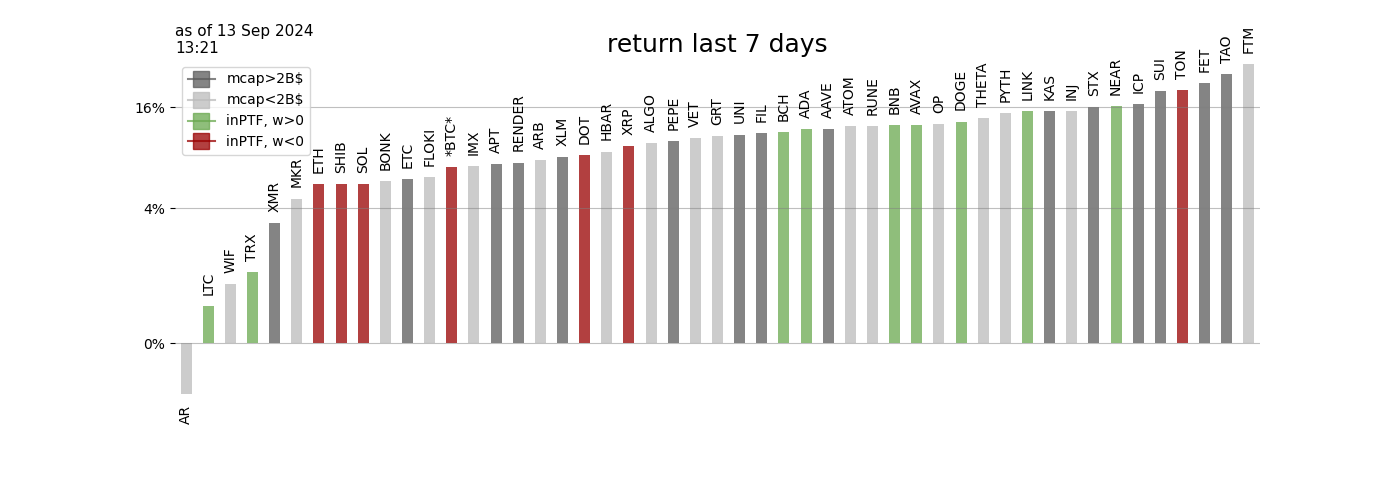 as of 13 Sep 2024
13:21
return last 7 days
mcap>2B$
mcap<2B$
inPTF, w>0
inPTF, w<0
16%
4%
0%
AR
LTC
WIF
TRX
XMR
MKR
ETH
SHIB
SOL
BONK
ETC
FLOKI
*BTC*
IMX
APT
RENDER
ARB
XLM
DOT
HBAR
XRP
ALGO
PEPE
VET
GRT
UNI
FIL
BCH
ADA
AAVE
ATOM
RUNE
BNB
AVAX
OP
DOGE
THETA
PYTH
LINK
KAS
INJ
STX
NEAR
ICP
SUI
TON
FET
TAO
FTM